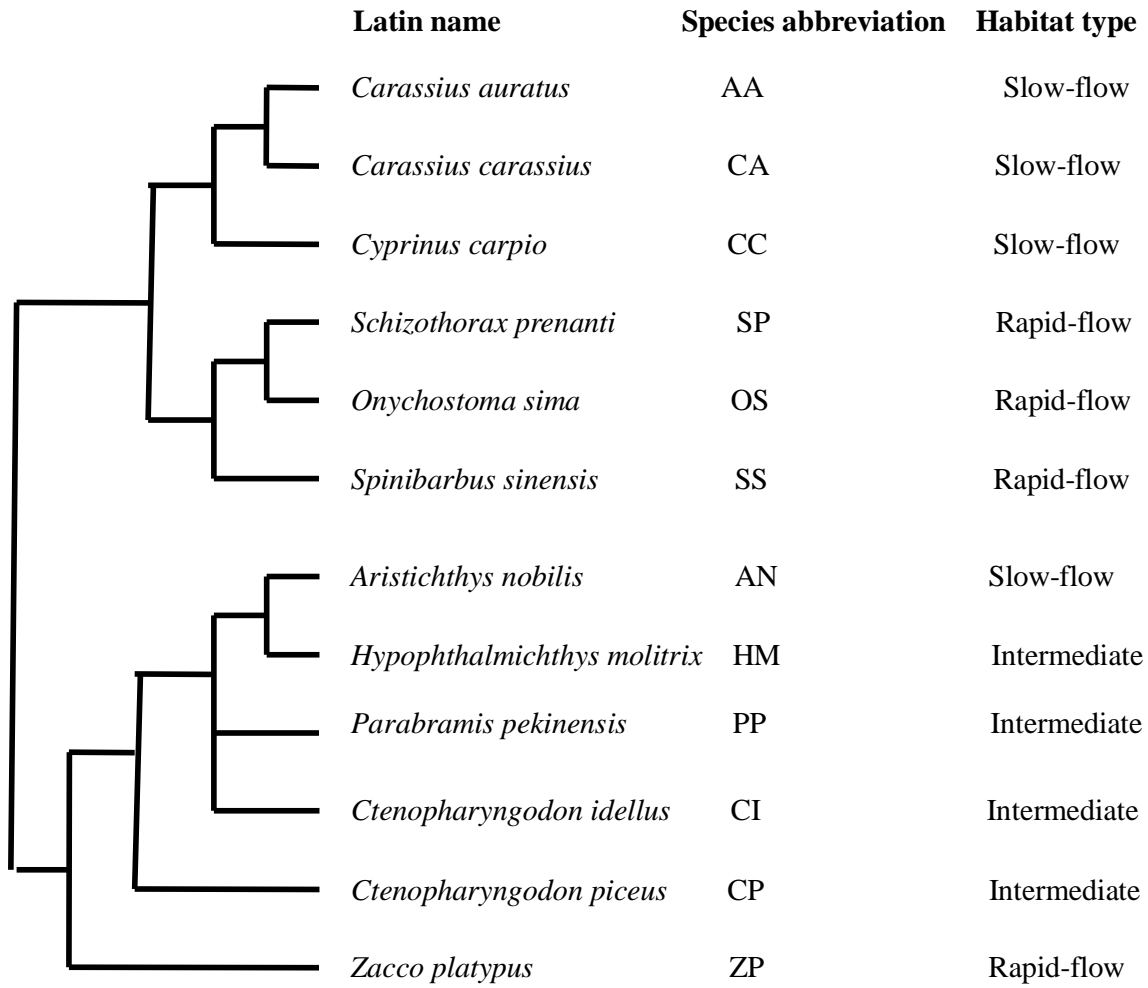 Latin name Species abbreviation Habitat type
Carassius auratus AA Slow-flow
Carassius carassius CA Slow-flow
Cyprinus carpio CC Slow-flow
Schizothorax prenanti SP Rapid-flow
Onychostoma sima OS Rapid-flow
Spinibarbus sinensis SS Rapid-flow
Aristichthys nobilis AN Slow-flow
Hypophthalmichthys molitrix HM Intermediate
Parabramis pekinensis PP Intermediate
Ctenopharyngodon idellus CI Intermediate
Ctenopharyngodon piceus CP Intermediate
Zacco platypus ZP Rapid-flow